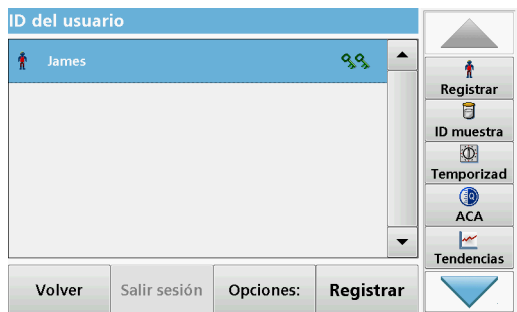 ID del usuario
James
Registrar
ID muestra
Temporizad
ACA
Tendencias
Volver
Salir sesión
Opciones:
Registrar